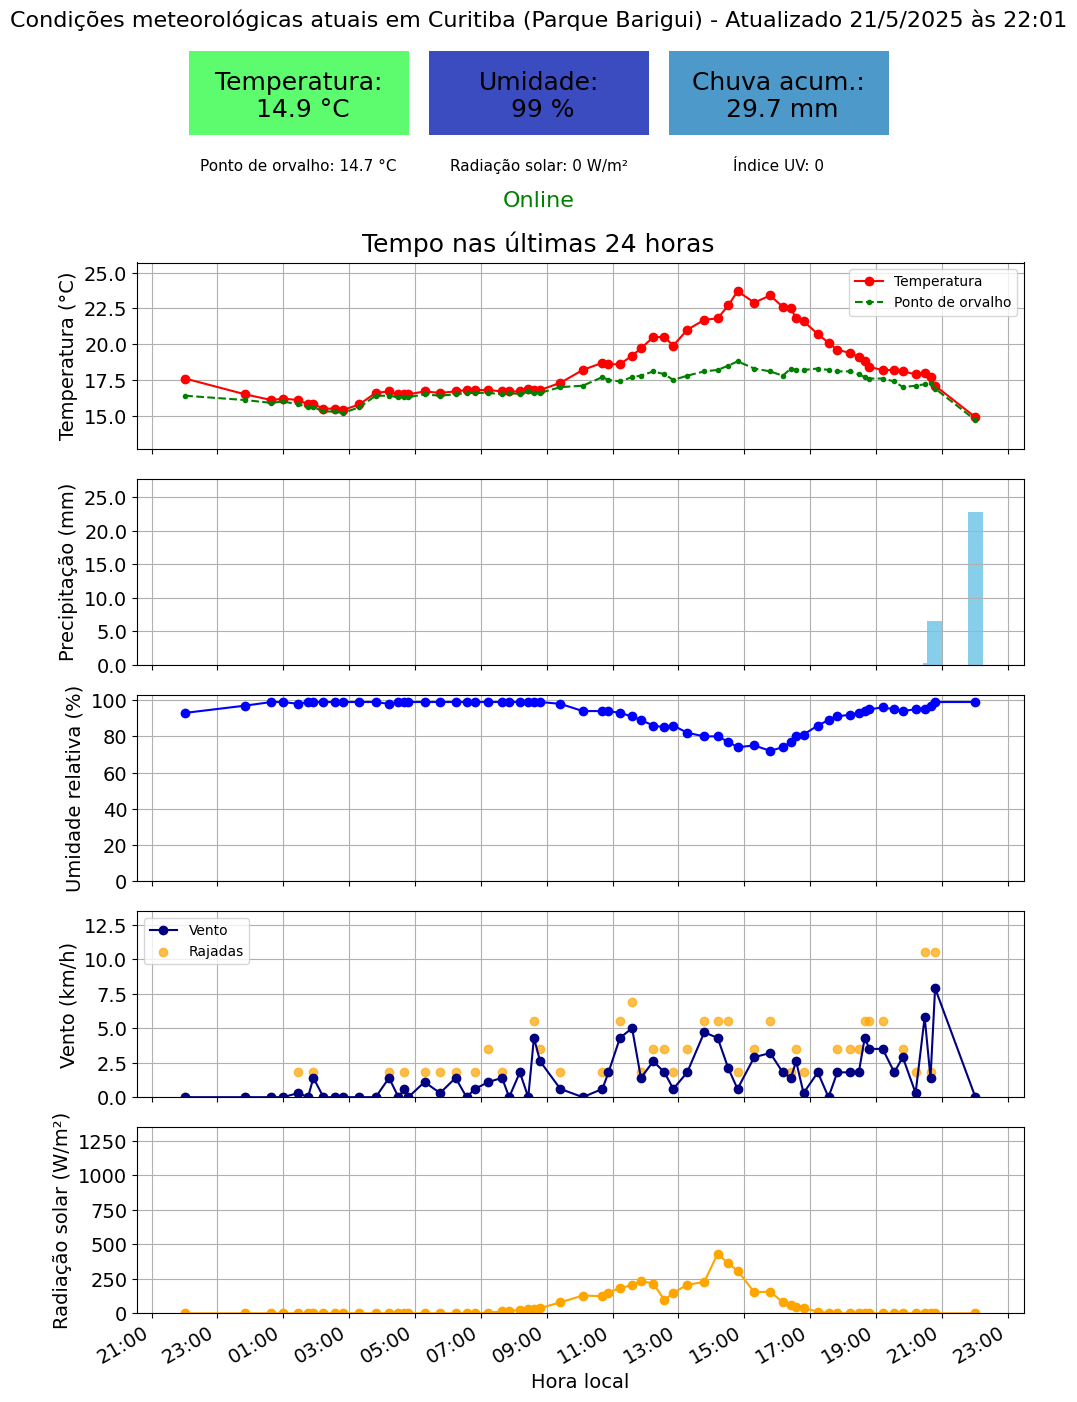 Condições meteorológicas atuais em Curitiba (Parque Barigui) - Atualizado 21/5/2025 às 22:01
Temperatura:
14.9 °C
Umidade:
99 %
Chuva acum.:
29.7 mm
Ponto de orvalho: 14.7 °C
Radiação solar: 0 W/m²
Índice UV: 0
Online
Tempo nas últimas 24 horas
Temperatura (°C)
25.0
22.5
20.0
17.5
15.0
Temperatura
Ponto de orvalho
Precipitação (mm)
25.0
20.0
15.0
10.0
5.0
0.0
Umidade relativa (%)
100
80
60
40
20
0
Vento (km/h)
12.5
10.0
7.5
5.0
2.5
0.0
Vento
Rajadas
Radiação solar (W/m²)
1250
1000
750
500
250
0
21:00
23:00
01:00
03:00
05:00
07:00
09:00
11:00
13:00
15:00
17:00
19:00
21:00
23:00
Hora local